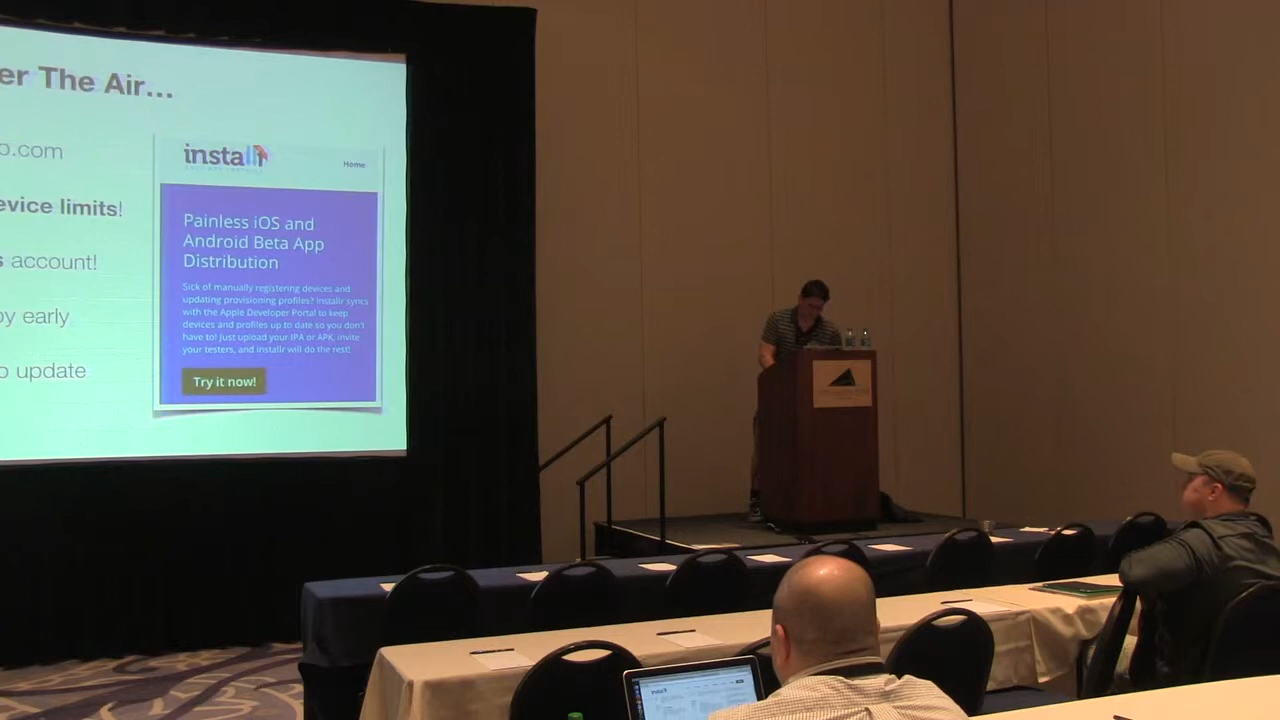 er The Air...
o.com
evice limits!
s account!
by early
o update
installr
Home
Painless iOS and
Android Beta App
Distribution
Sick of manually registering devices and
updating provisioning profiles? Installr syncs
with the Apple Developer Portal to keep
devices and profiles up to date so you don't
have to! Just upload your IPA or APK, invite
your testers, and installr will do the rest!
Try it now!
installr